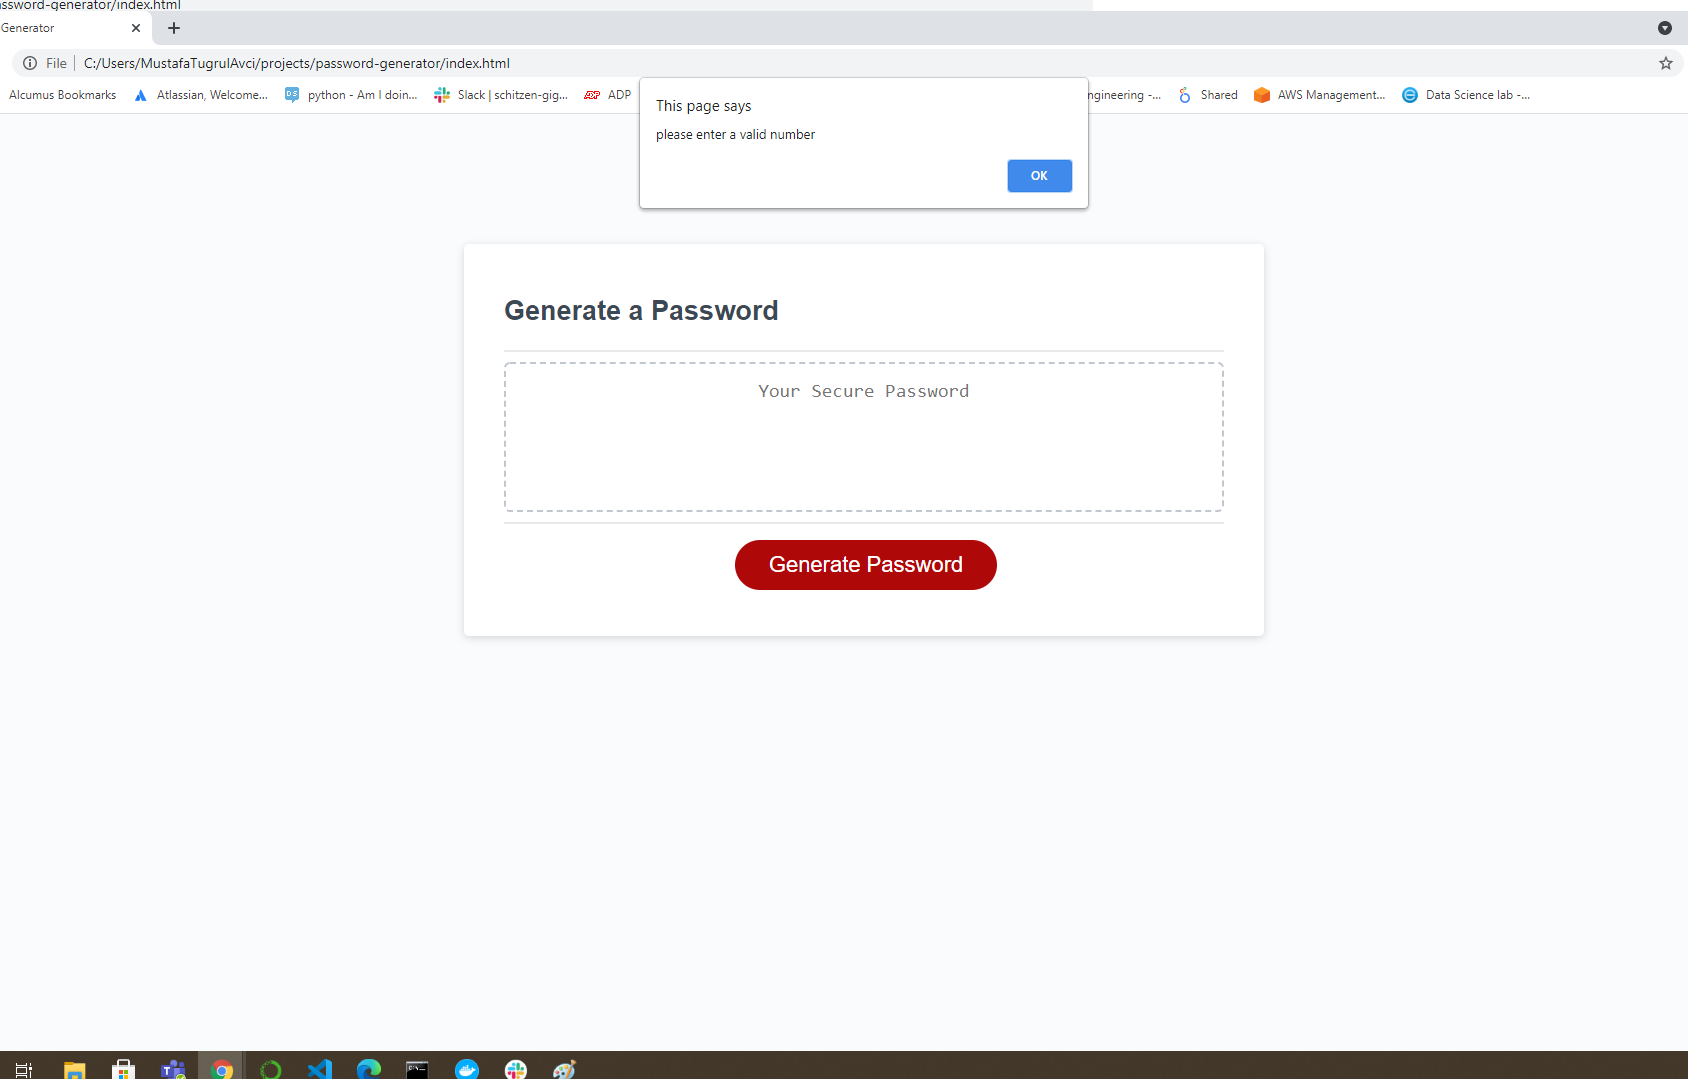 ssword-generator/index.html
Generator
File C:/Users/MustafaTugrulAvci/projects/password-generator/index.html
Alcumus Bookmarks Atlassian, Welcome... python - Am I doin... Slack | schitzen-gig... ADP ngineering -... Shared AWS Management... Data Science lab -...
This page says
please enter a valid number
OK
Generate a Password
Your Secure Password
Generate Password